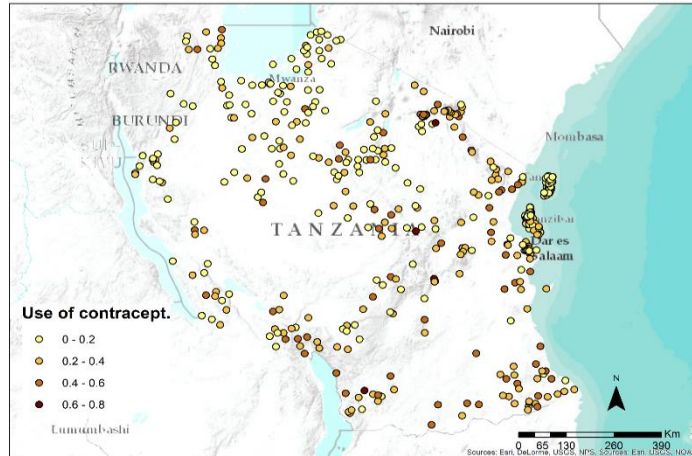 Nairobi
RWANDA
Mwanza
BURUNDI
Mombasa
TANZANIA
Dar es
Salaam
Use of contracept.
0 - 0.2
0.2 - 0.4
0.4 - 0.6
0.6 - 0.8
N
Lumumbashi
Km
0 65 130 260 390
Sources: Esri, DeLorme, USGS, NPS, Sources: Esri, USGS, NOAA